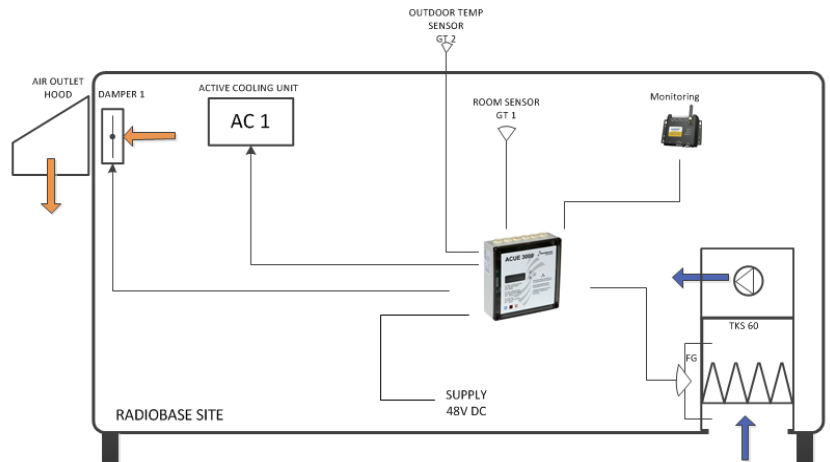 OUTDOOR TEMP
SENSOR
GT 2
AIR OUTLET
HOOD
DAMPER 1
ACTIVE COOLING UNIT
AC 1
ROOM SENSOR
GT 1
Monitoring
ACUE 3000
TKS 60
FG
SUPPLY
48V DC
RADIOBASE SITE